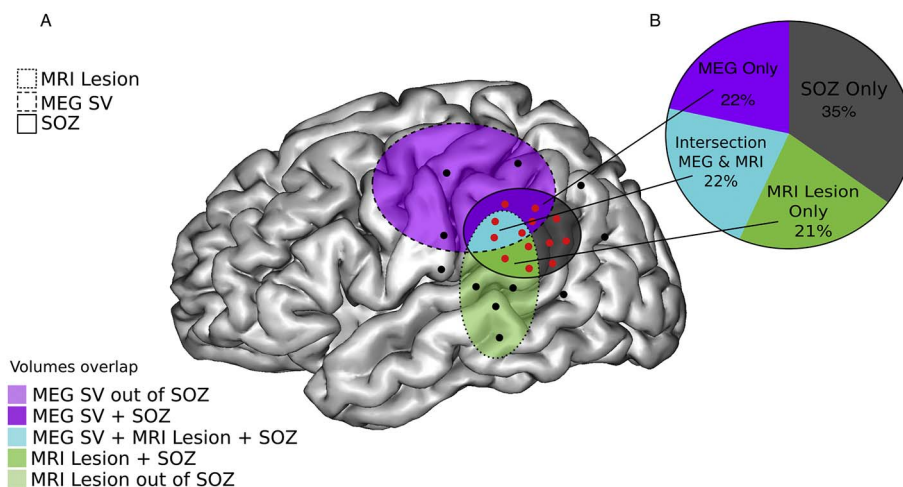 A
B
MRI Lesion
MEG SV
SOZ
MEG Only
22%
SOZ Only
35%
Intersection
MEG & MRI
22%
MRI Lesion
Only
21%
Volumes overlap
MEG SV out of SOZ
MEG SV + SOZ
MEG SV + MRI Lesion + SOZ
MRI Lesion + SOZ
MRI Lesion out of SOZ